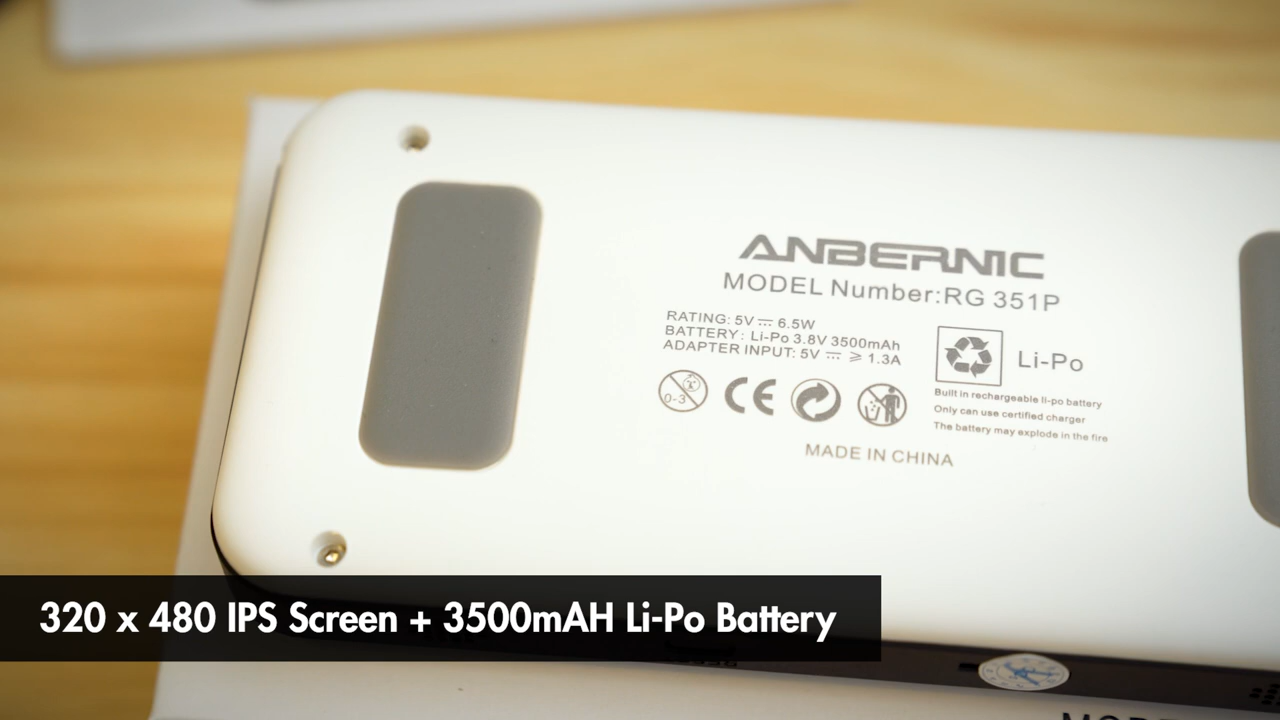 ANBERNIC
MODEL Number:RG 351P
RATING: 5V ⎓ 6.5W
BATTERY: Li-Po 3.8V 3500mAh
ADAPTER INPUT: 5V ⎓ ⩾ 1.3A
Li-Po
0-3
CE
Built in rechargeable li-po battery
Only can use certified charger
The battery may explode in the fire
MADE IN CHINA
320 x 480 IPS Screen + 3500mAH Li-Po Battery